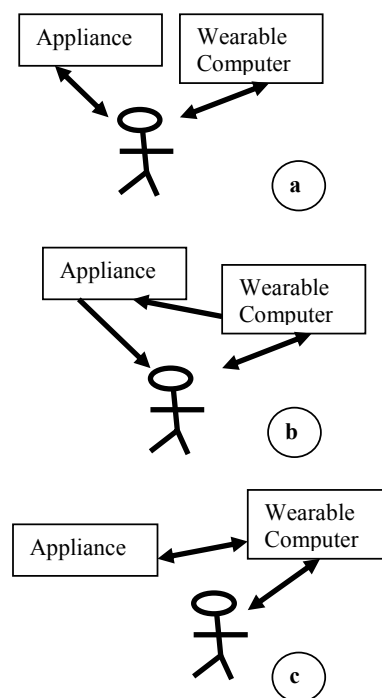 Appliance
Wearable
Computer
a
Appliance
Wearable
Computer
b
Appliance
Wearable
Computer
c